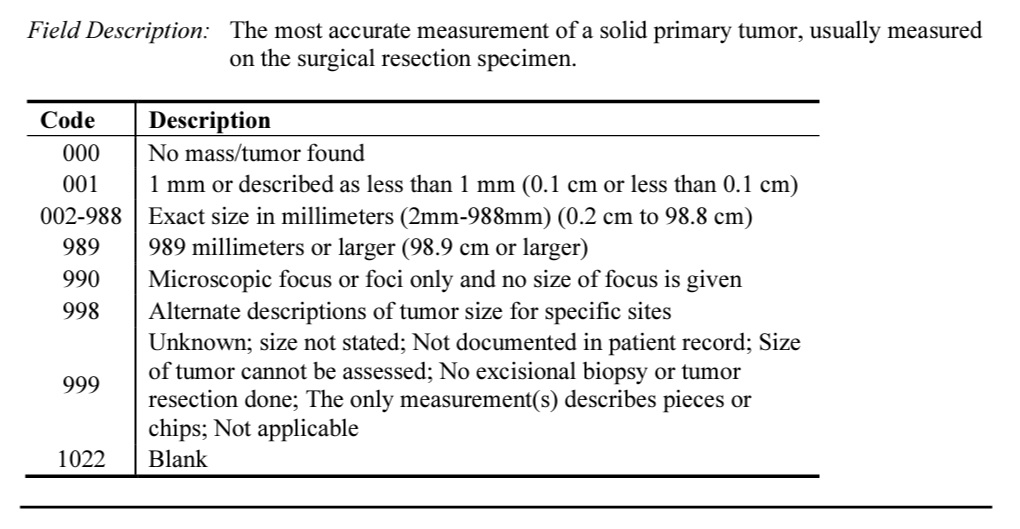 Field Description: The most accurate measurement of a solid primary tumor, usually measured
on the surgical resection specimen.
Code Description
000 No mass/tumor found
001 1 mm or described as less than 1 mm (0.1 cm or less than 0.1 cm)
002-988 Exact size in millimeters (2mm-988mm) (0.2 cm to 98.8 cm)
989 989 millimeters or larger (98.9 cm or larger)
990 Microscopic focus or foci only and no size of focus is given
998 Alternate descriptions of tumor size for specific sites
Unknown; size not stated; Not documented in patient record; Size
of tumor cannot be assessed; No excisional biopsy or tumor
999
resection done; The only measurement(s) describes pieces or
chips; Not applicable
1022 Blank